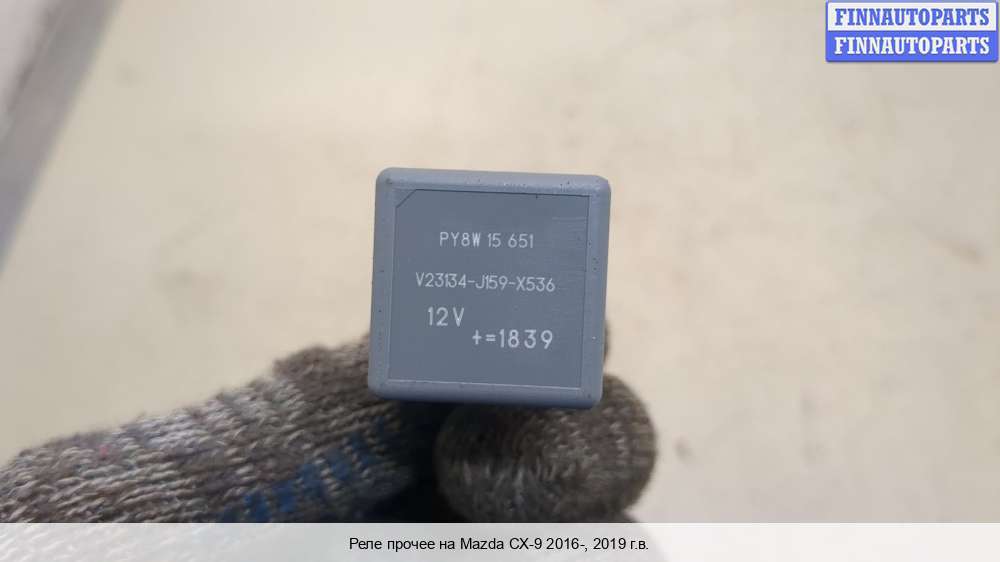 FINNAUTOPARTS
FINNAUTOPARTS
PY8W 15 651
V23134-J159-X536
12V
+=1839
Реле прочее на Mazda CX-9 2016-, 2019 г.в.